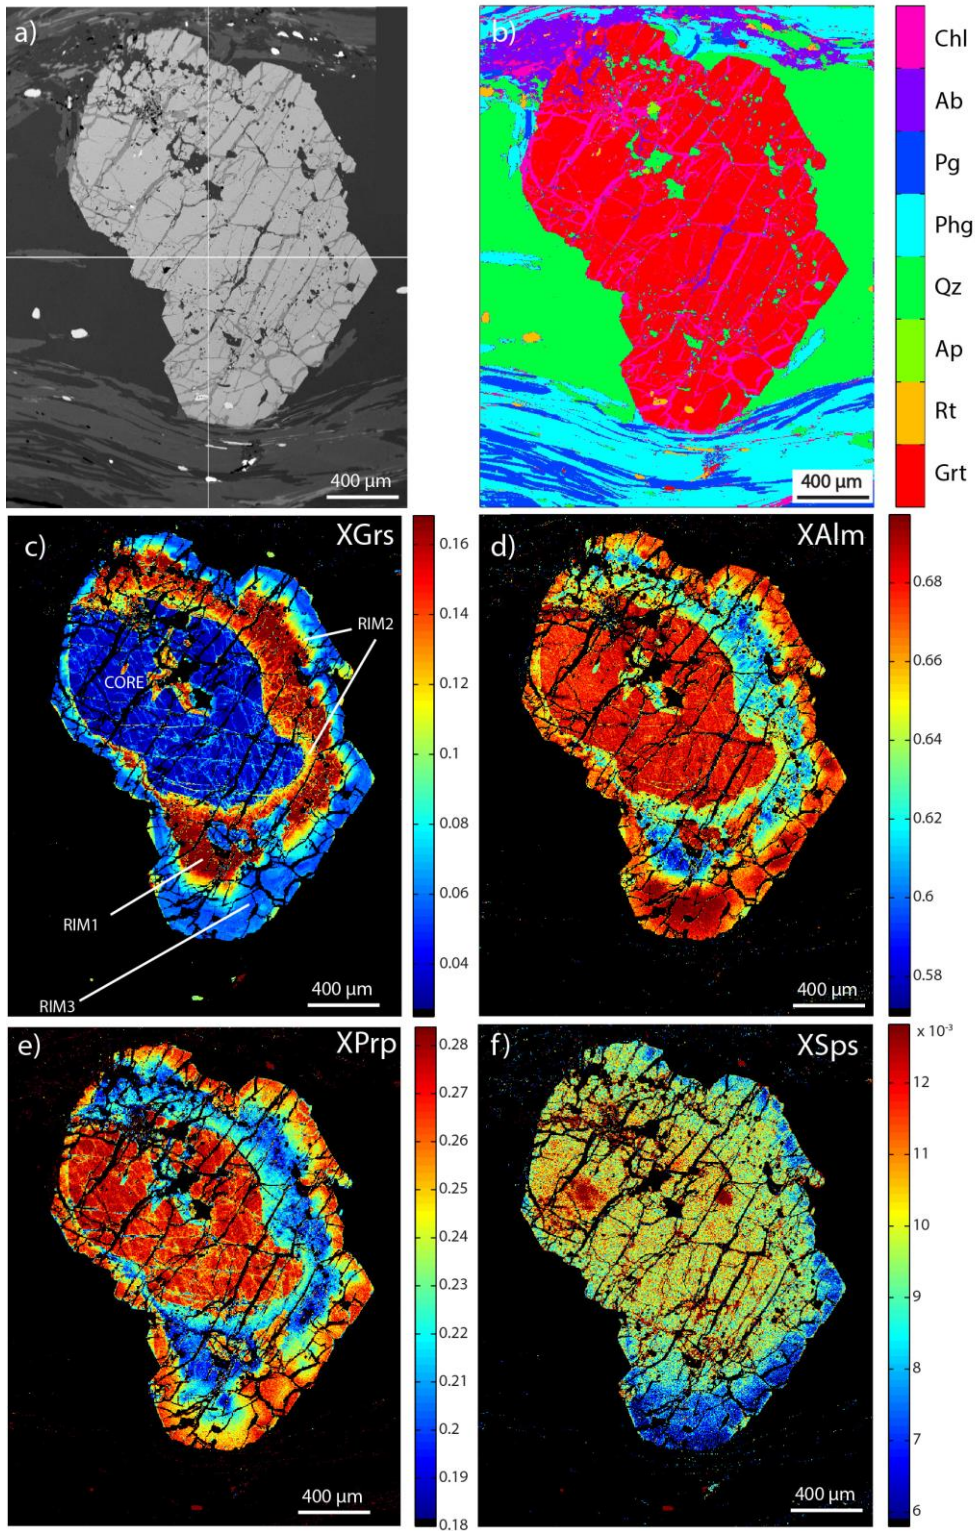 a)
400 µm
b)
400 µm
Chl
Ab
Pg
Phg
Qz
Ap
Rt
Grt
c)
XGrs
CORE
RIM2
RIM1
RIM3
400 µm
0.16
0.14
0.12
0.1
0.08
0.06
0.04
d)
XAlm
400 µm
0.68
0.66
0.64
0.62
0.6
0.58
e)
XPrp
400 µm
0.28
0.27
0.26
0.25
0.24
0.23
0.22
0.21
0.2
0.19
0.18
f)
XSps
400 µm
x 10⁻³
12
11
10
9
8
7
6